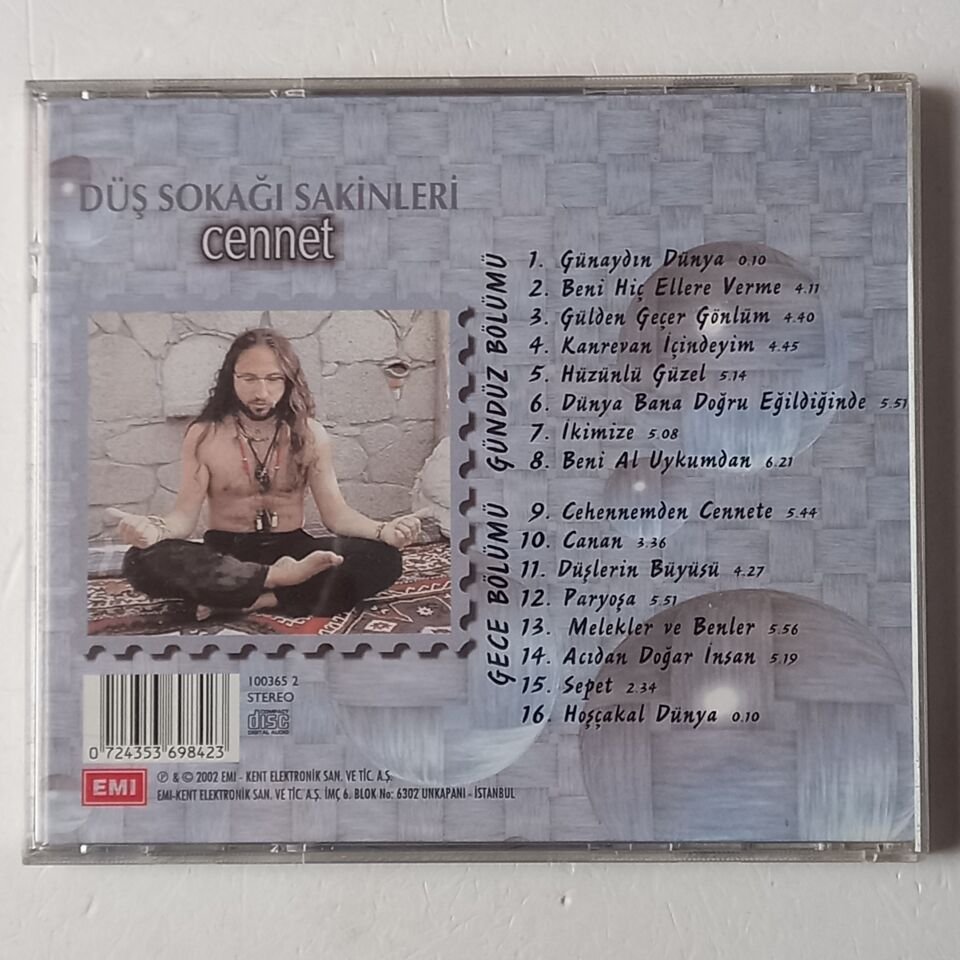 DÜŞ SOKAĞI SAKİNLERİ
cennet
GÜNDÜZ BÖLÜMÜ
1. Günaydın Dünya 0.10
2. Beni Hiç Ellere Verme 4.11
3. Gülden Geçer Gönlüm 4.40
4. Kanrevan İçindeyim 4.45
5. Hüzünlü Güzel 5.14
6. Dünya Bana Doğru Eğildiğinde 5.51
7. İkimize 5.08
8. Beni Al Uykumdan 6.21
GECE BÖLÜMÜ
9. Cehennemden Cennete 5.44
10. Canan 3.36
11. Düşlerin Büyüsü 4.27
12. Paryoşa 5.51
13. Melekler ve Benler 5.56
14. Acıdan Doğar İnsan 5.19
15. Sepet 2.34
16. Hoşçakal Dünya 0.10
100365 2
STEREO
COMPACT
disc
DIGITAL AUDIO
0 724353 698423
EMI
℗ & © 2002 EMI - KENT ELEKTRONİK SAN. VE TİC. A.Ş.
EMI-KENT ELEKTRONİK SAN. VE TİC. A.Ş. İMÇ 6. BLOK No: 6302 UNKAPANI - İSTANBUL